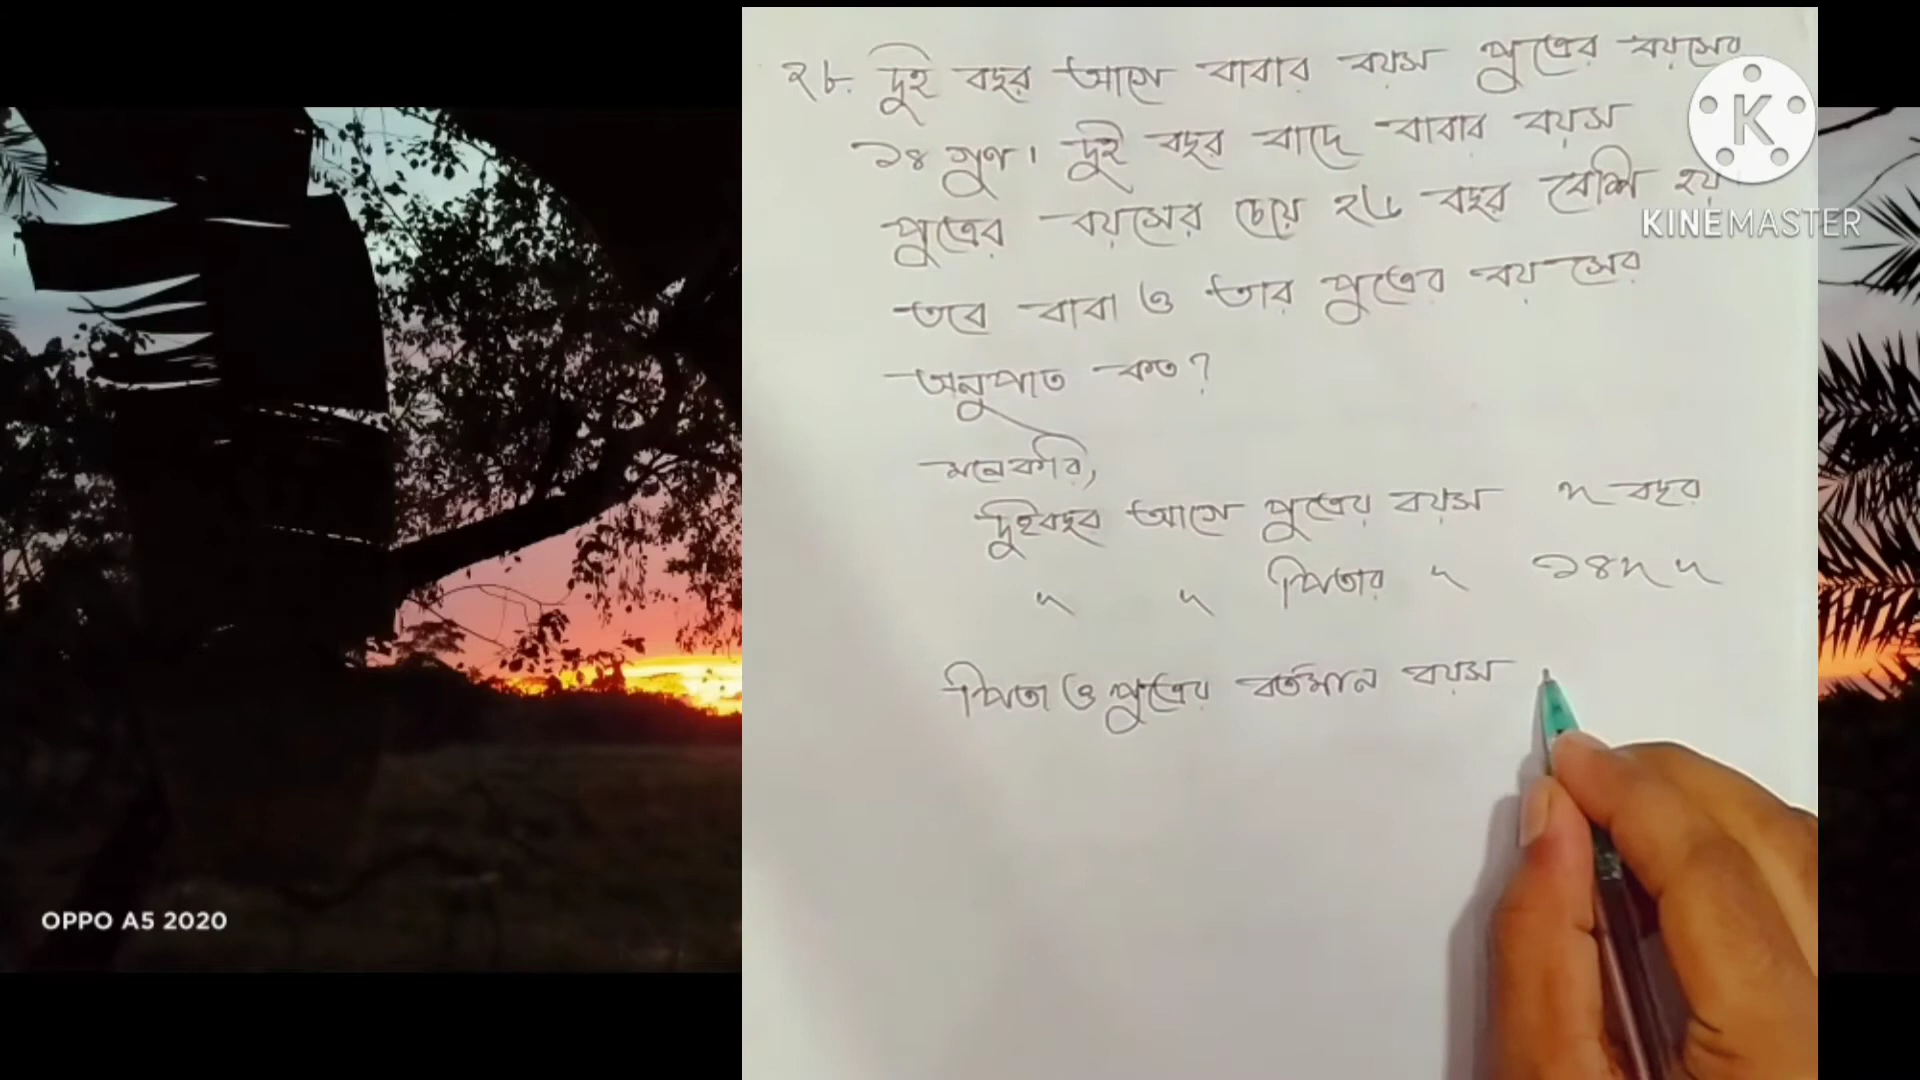 ২৮. দুই বছর আগে বাবার বয়স পুত্রের বয়সের
১৪ গুণ। দুই বছর বাদে বাবার বয়স
পুত্রের বয়সের চেয়ে ২৬ বছর বেশি হয়
তবে বাবা ও তার পুত্রের বয়সের
অনুপাত কত?
মনেকরি,
দুইবছর আগে পুত্রের বয়স x বছর
" " পিতার " ১৪x "
পিতা ও পুত্রের বর্তমান বয়স
K
KINEMASTER
OPPO A5 2020